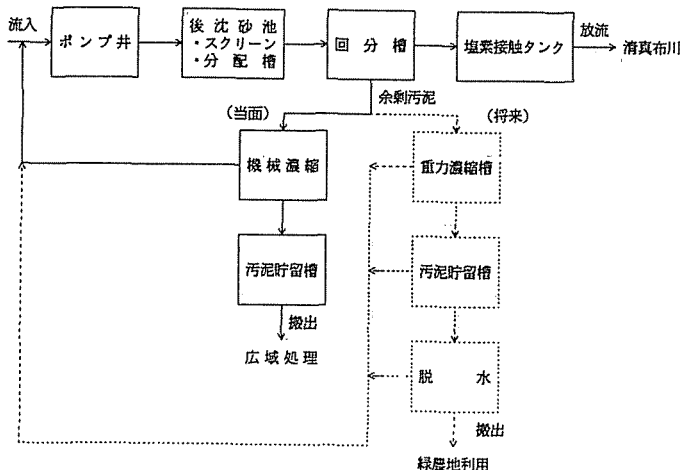 流入
ポンプ井
後沈砂池
・スクリーン
・分配槽
回分槽
塩素接触タンク
放流
清真布川
余剰汚泥
（当面）
（将来）
機械濃縮
重力濃縮槽
汚泥貯留槽
汚泥貯留槽
搬出
広域処理
脱水
搬出
緑農地利用